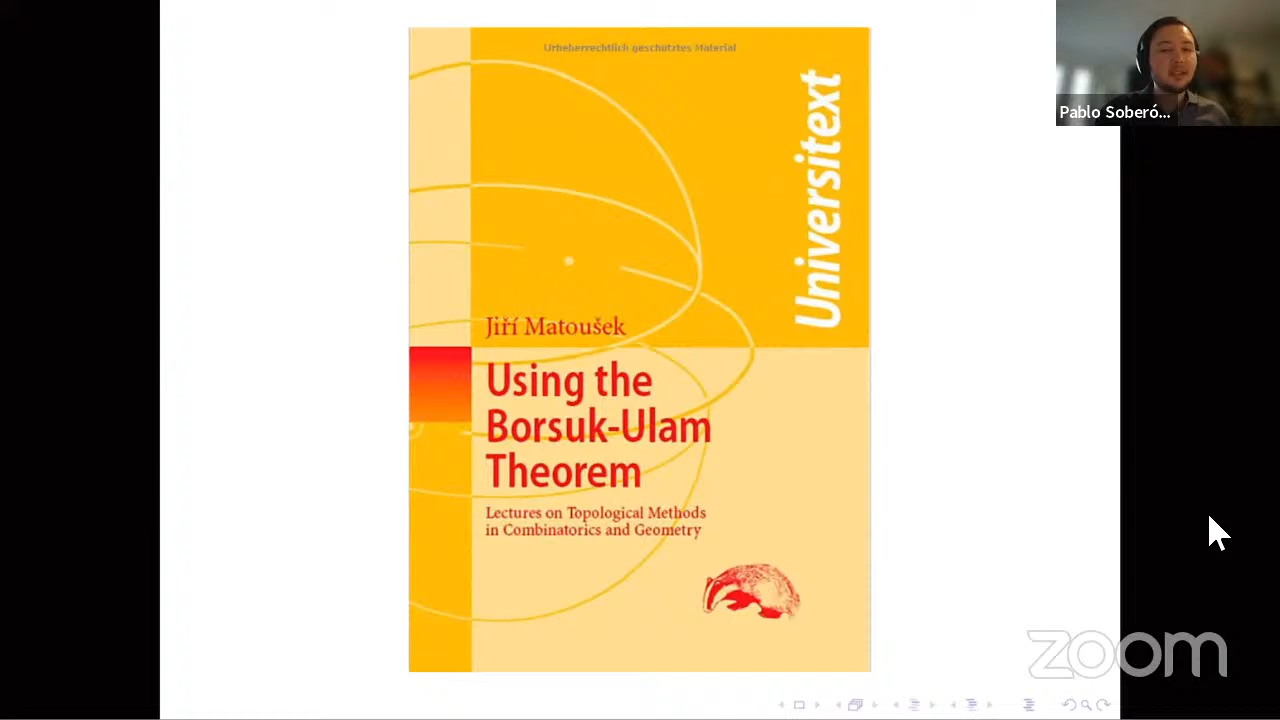 Urheberrechtlich geschütztes Material
Universitext
Jiří Matoušek
Using the
Borsuk-Ulam
Theorem
Lectures on Topological Methods
in Combinatorics and Geometry
Pablo Soberó...
zoom